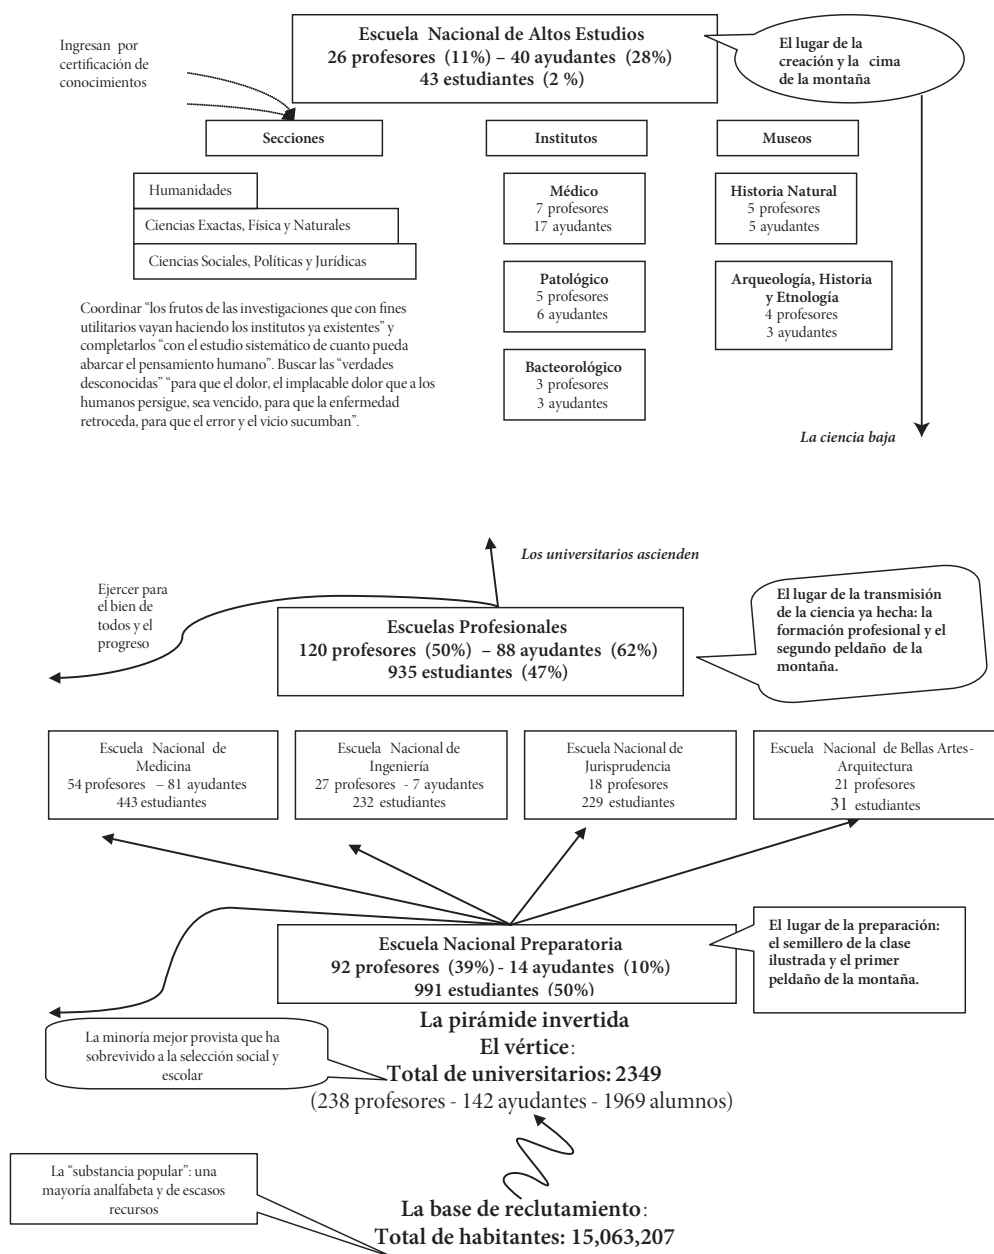 Escuela Nacional de Altos Estudios
26 profesores (11%) – 40 ayudantes (28%)
43 estudiantes (2 %)
Ingresan por
certificación de
conocimientos
El lugar de la
creación y la cima
de la montaña
Secciones
Institutos
Museos
Humanidades
Ciencias Exactas, Física y Naturales
Ciencias Sociales, Políticas y Jurídicas
Médico
7 profesores
17 ayudantes
Historia Natural
5 profesores
5 ayudantes
Patológico
5 profesores
6 ayudantes
Arqueología, Historia
y Etnología
4 profesores
3 ayudantes
Bacteorológico
3 profesores
3 ayudantes
Coordinar “los frutos de las investigaciones que con fines
utilitarios vayan haciendo los institutos ya existentes” y
completarlos “con el estudio sistemático de cuanto pueda
abarcar el pensamiento humano”. Buscar las “verdades
desconocidas” “para que el dolor, el implacable dolor que a los
humanos persigue, sea vencido, para que la enfermedad
retroceda, para que el error y el vicio sucumban”.
La ciencia baja
Los universitarios ascienden
Ejercer para
el bien de
todos y el
progreso
Escuelas Profesionales
120 profesores (50%) – 88 ayudantes (62%)
935 estudiantes (47%)
El lugar de la transmisión
de la ciencia ya hecha: la
formación profesional y el
segundo peldaño de la
montaña.
Escuela Nacional de
Medicina
54 profesores – 81 ayudantes
443 estudiantes
Escuela Nacional de
Ingeniería
27 profesores - 7 ayudantes
232 estudiantes
Escuela Nacional de
Jurisprudencia
18 profesores
229 estudiantes
Escuela Nacional de Bellas Artes-
Arquitectura
21 profesores
31 estudiantes
Escuela Nacional Preparatoria
92 profesores (39%) - 14 ayudantes (10%)
991 estudiantes (50%)
El lugar de la preparación:
el semillero de la clase
ilustrada y el primer
peldaño de la montaña.
La pirámide invertida
El vértice:
Total de universitarios: 2349
(238 profesores - 142 ayudantes - 1969 alumnos)
La minoría mejor provista que ha
sobrevivido a la selección social y
escolar
La “substancia popular”: una
mayoría analfabeta y de escasos
recursos
La base de reclutamiento:
Total de habitantes: 15,063,207